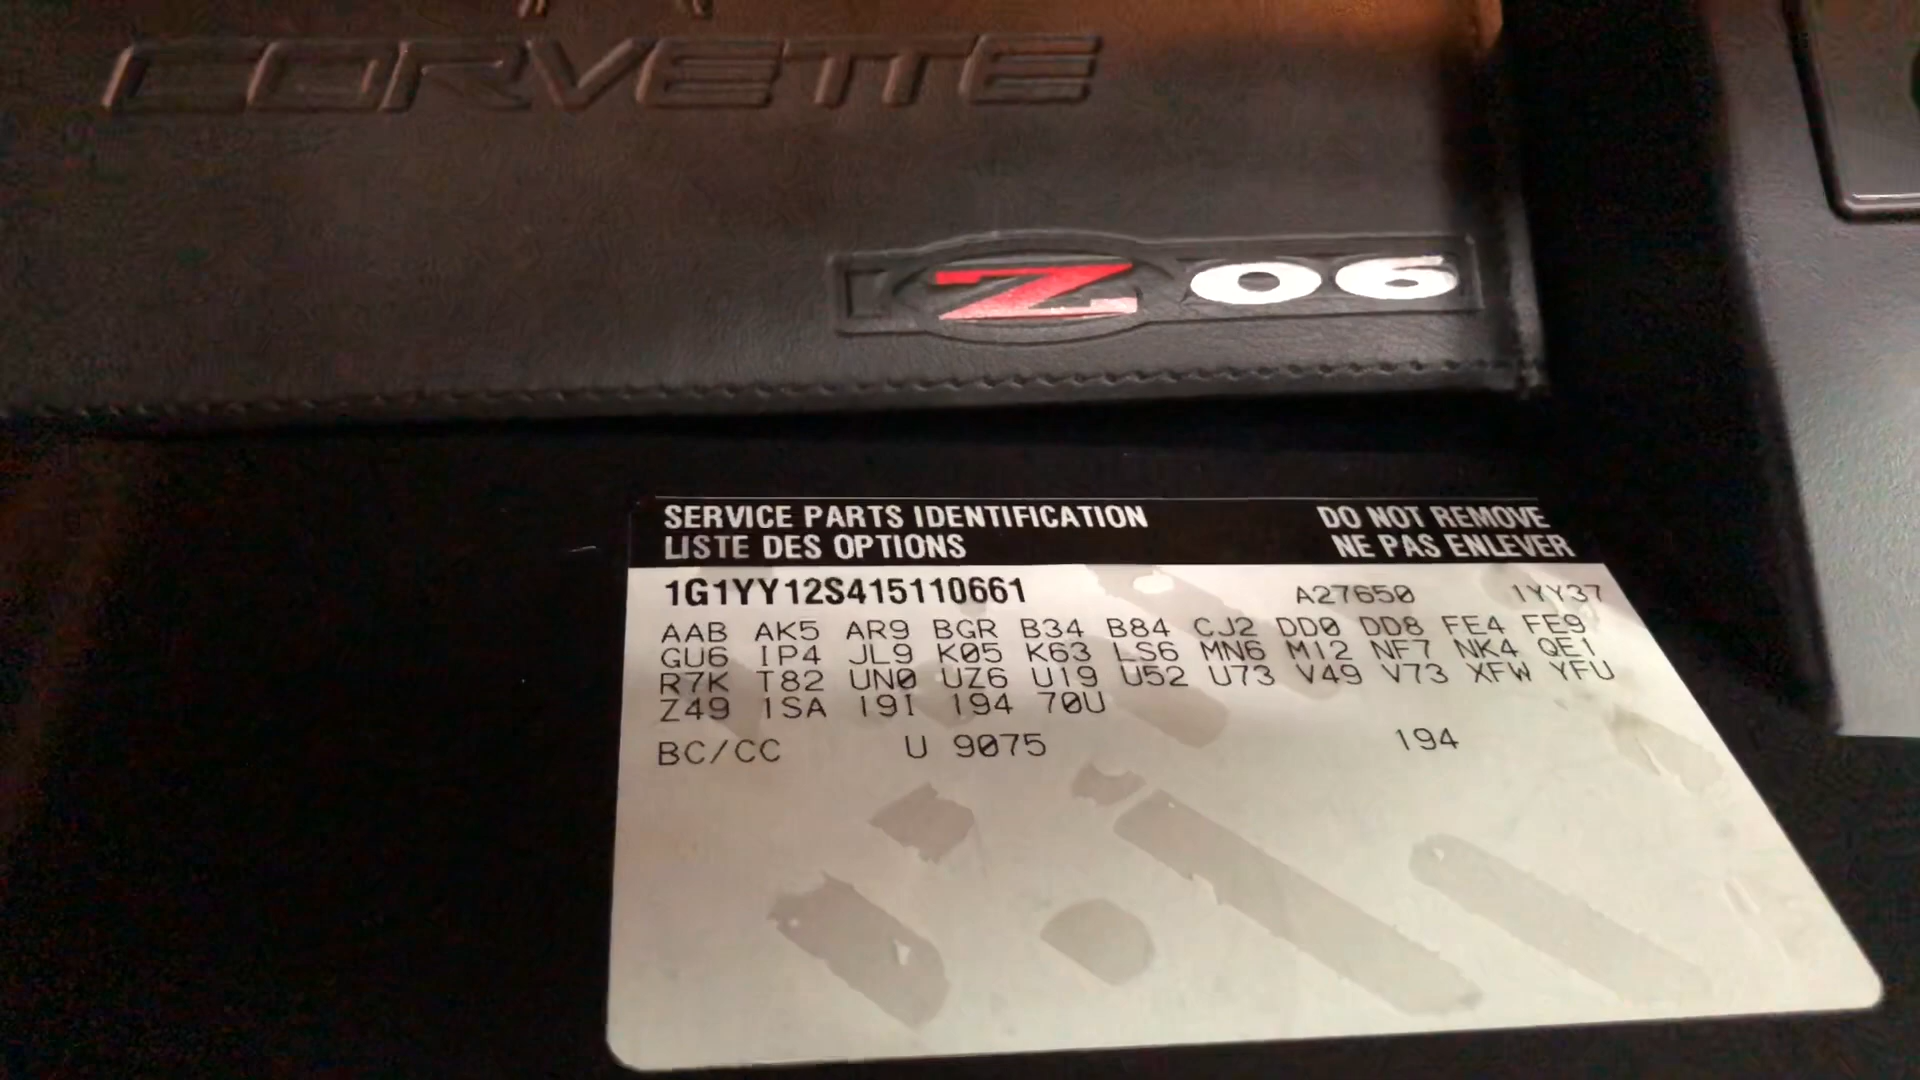 CORVETTE
Z06
SERVICE PARTS IDENTIFICATION DO NOT REMOVE
LISTE DES OPTIONS NE PAS ENLEVER
1G1YY12S415110661 A27650 1YY37
AAB AK5 AR9 BGR B34 B84 CJ2 DD0 DD8 FE4 FE9
GU6 IP4 JL9 K05 K63 LS6 MN6 M12 NF7 NK4 QE1
R7K T82 UN0 UZ6 U19 U52 U73 V49 V73 XFW YFU
Z49 1SA 19I 194 70U
BC/CC U 9075 194